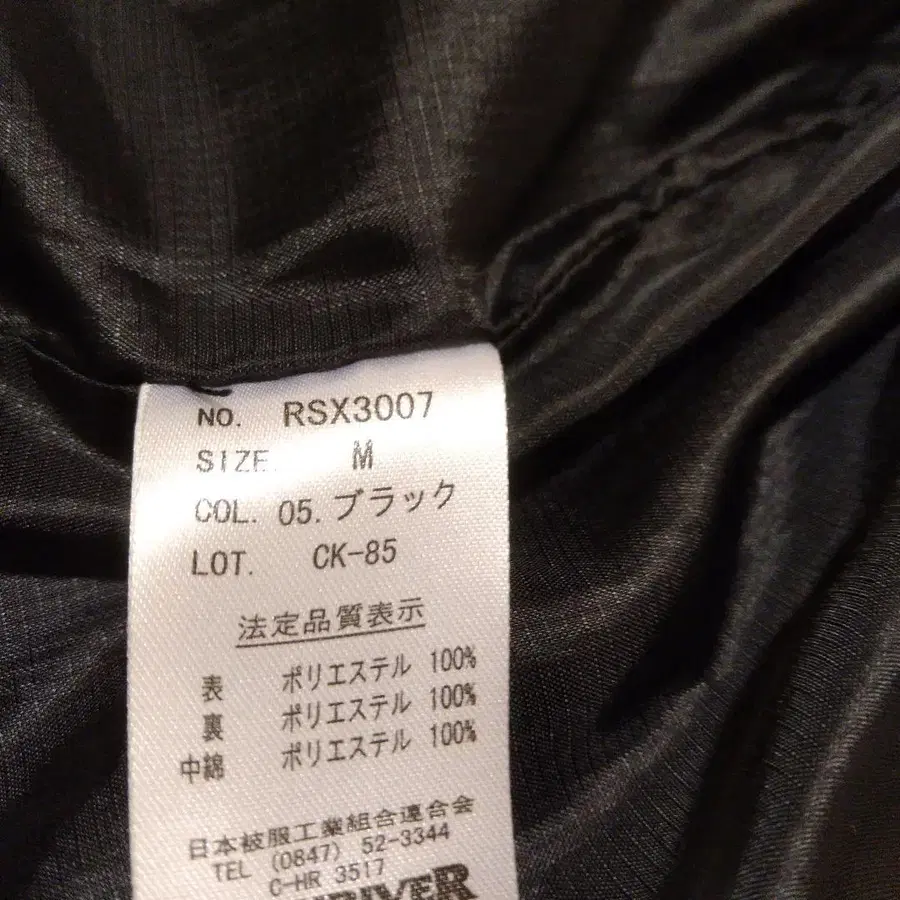 NO. RSX3007
SIZE. M
COL. 05.ブラック
LOT. CK-85
法定品質表示
表 ポリエステル 100%
裏 ポリエステル 100%
中綿 ポリエステル 100%
日本被服工業組合連合会
TEL (0847) 52-3344
C-HR 3517